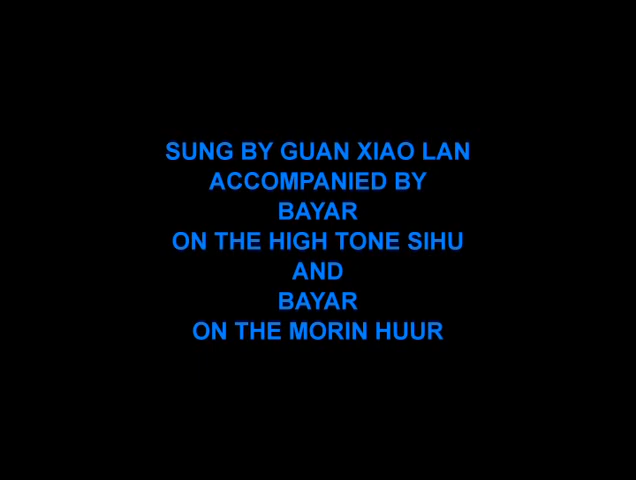 SUNG BY GUAN XIAO LAN
ACCOMPANIED BY
BAYAR
ON THE HIGH TONE SIHU
AND
BAYAR
ON THE MORIN HUUR